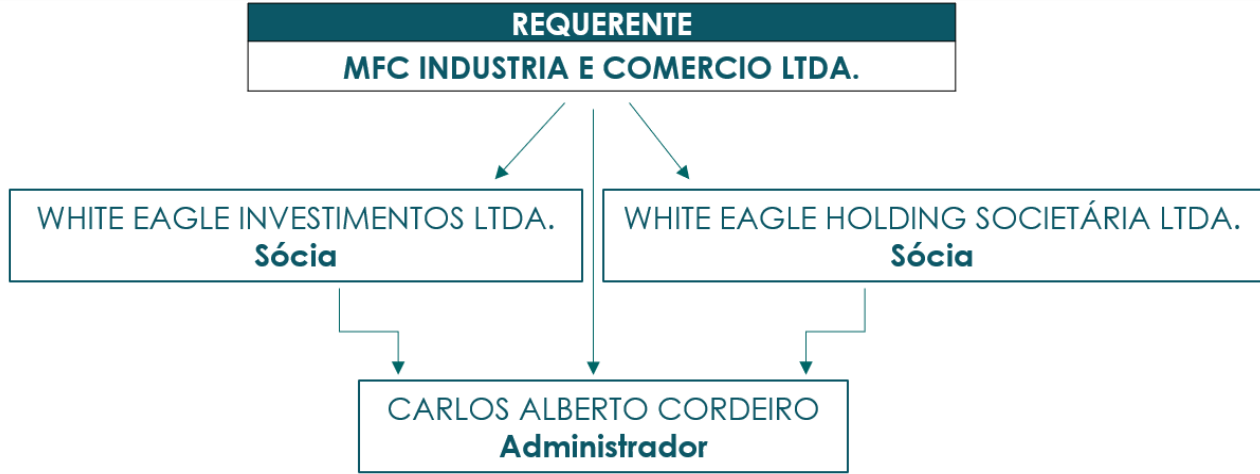 REQUERENTE
MFC INDUSTRIA E COMERCIO LTDA.
WHITE EAGLE INVESTIMENTOS LTDA.
Sócia
WHITE EAGLE HOLDING SOCIETÁRIA LTDA.
Sócia
CARLOS ALBERTO CORDEIRO
Administrador